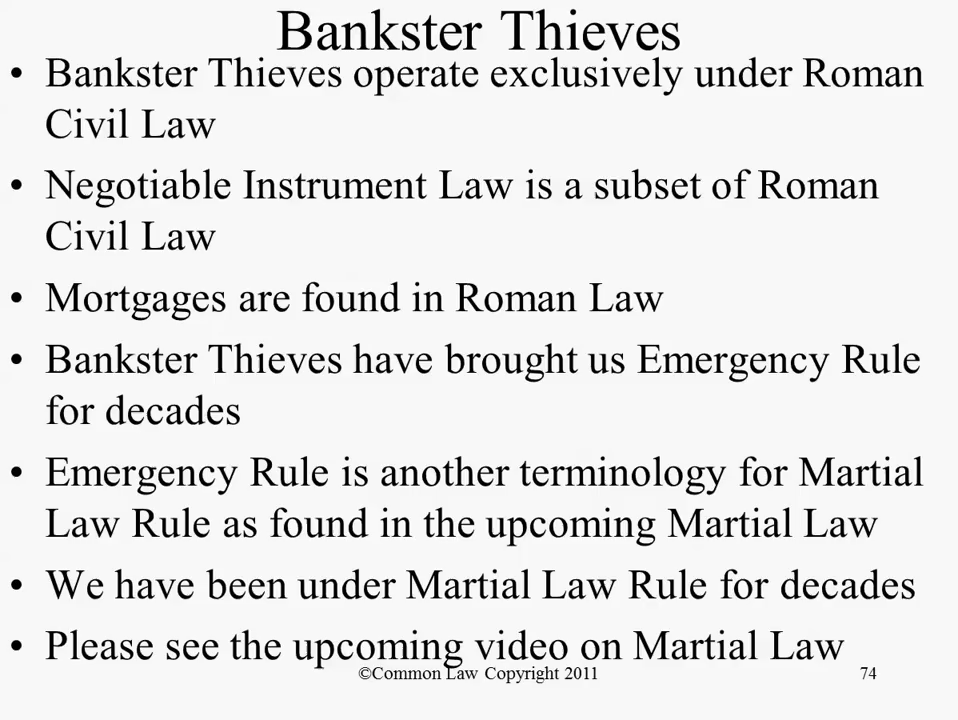 Bankster Thieves
• Bankster Thieves operate exclusively under Roman
Civil Law
• Negotiable Instrument Law is a subset of Roman
Civil Law
• Mortgages are found in Roman Law
• Bankster Thieves have brought us Emergency Rule
for decades
• Emergency Rule is another terminology for Martial
Law Rule as found in the upcoming Martial Law
• We have been under Martial Law Rule for decades
• Please see the upcoming video on Martial Law
©Common Law Copyright 2011 74